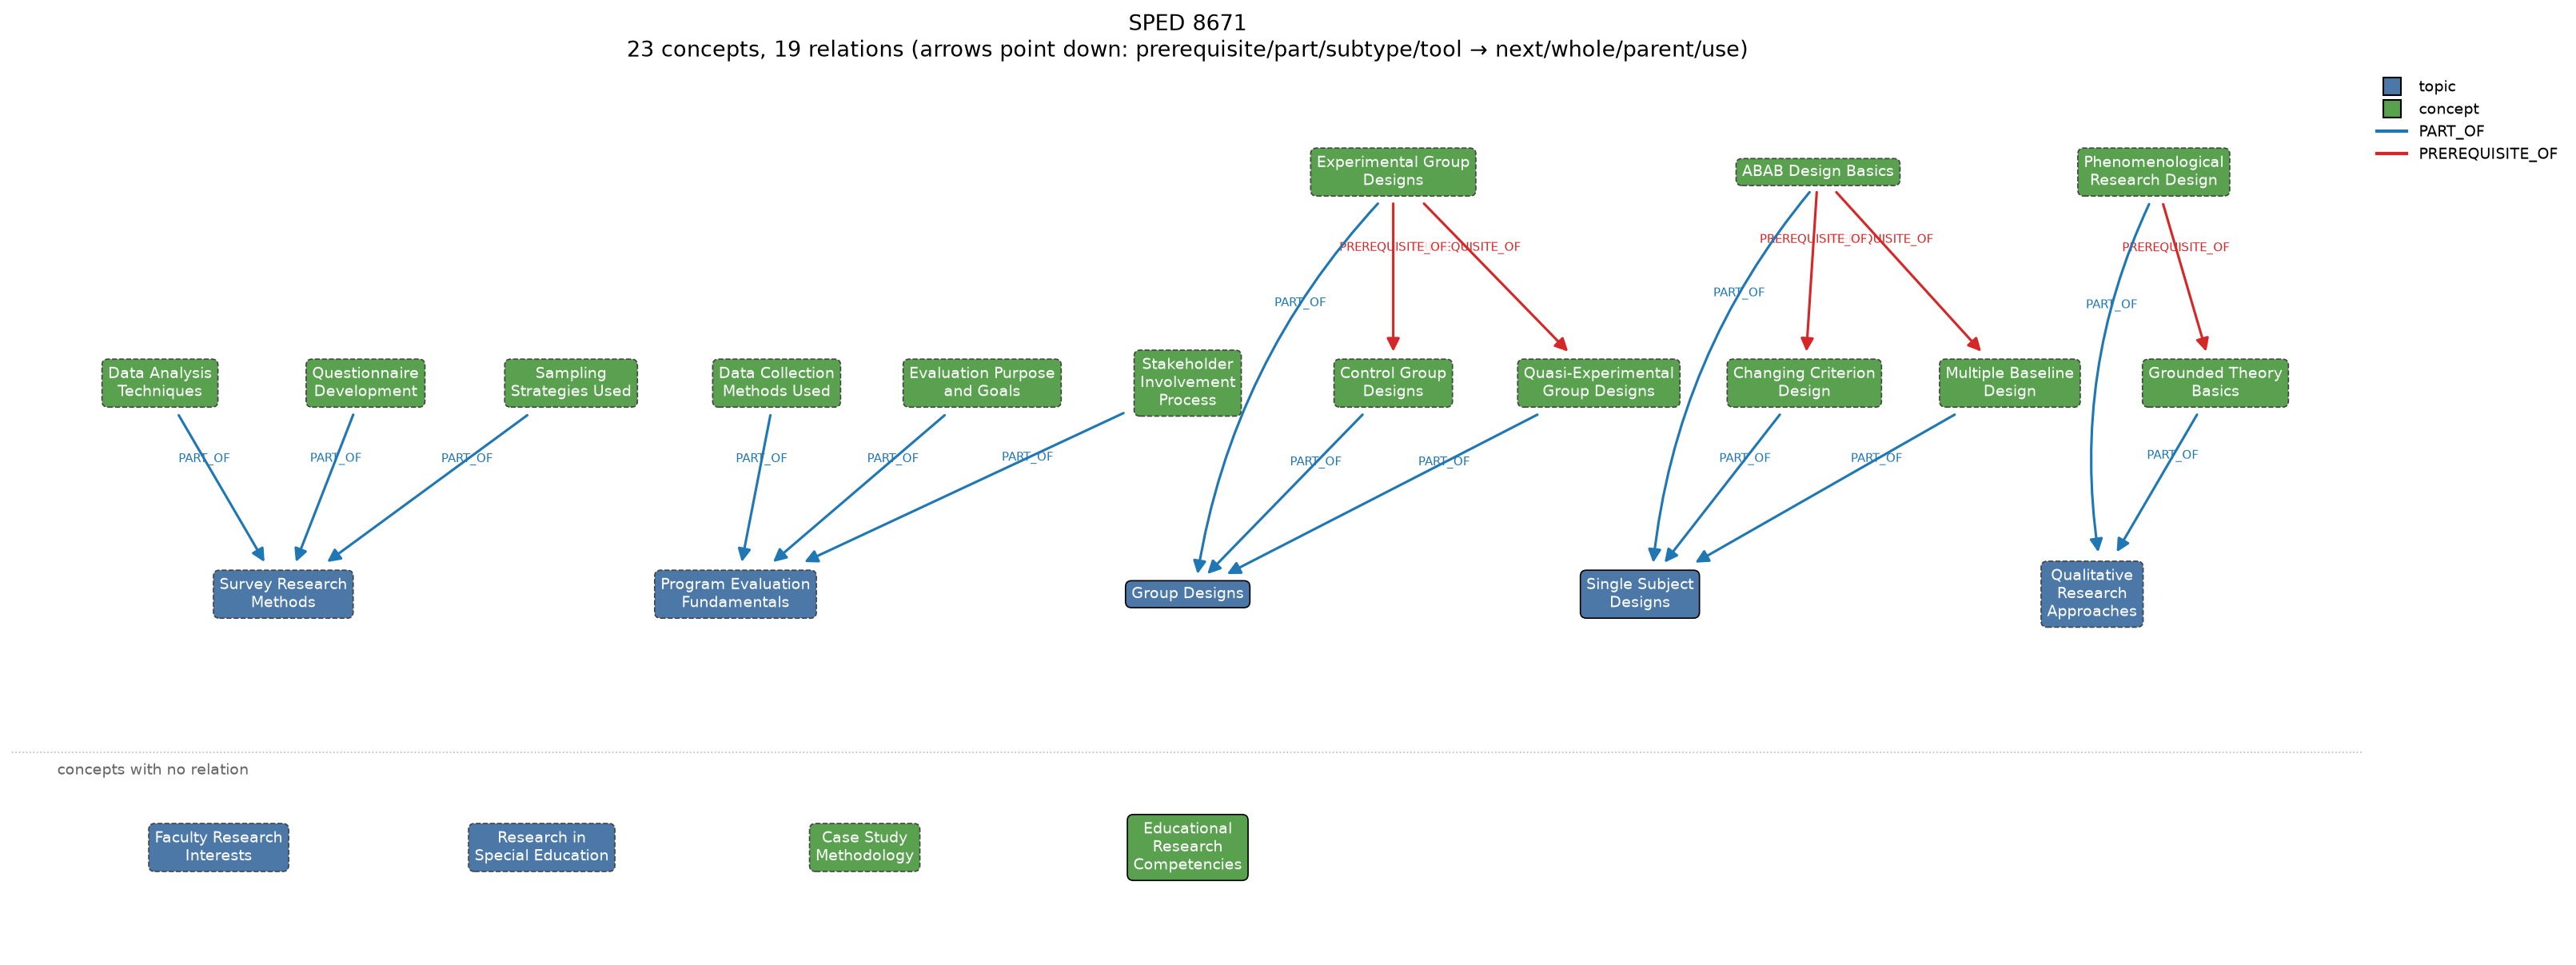 SPED 8671
23 concepts, 19 relations (arrows point down: prerequisite/part/subtype/tool → next/whole/parent/use)
topic
concept
PART_OF
PREREQUISITE_OF
Experimental Group
Designs
ABAB Design Basics
Phenomenological
Research Design
PREREQUISITE_OF
QUISITE_OF
PREREQUISITE_OF
QUISITE_OF
PREREQUISITE_OF
PART_OF
PART_OF
PART_OF
Data Analysis
Techniques
Questionnaire
Development
Sampling
Strategies Used
Data Collection
Methods Used
Evaluation Purpose
and Goals
Stakeholder
Involvement
Process
Control Group
Designs
Quasi-Experimental
Group Designs
Changing Criterion
Design
Multiple Baseline
Design
Grounded Theory
Basics
PART_OF
PART_OF
PART_OF
PART_OF
PART_OF
PART_OF
PART_OF
PART_OF
PART_OF
PART_OF
PART_OF
Survey Research
Methods
Program Evaluation
Fundamentals
Group Designs
Single Subject
Designs
Qualitative
Research
Approaches
concepts with no relation
Faculty Research
Interests
Research in
Special Education
Case Study
Methodology
Educational
Research
Competencies